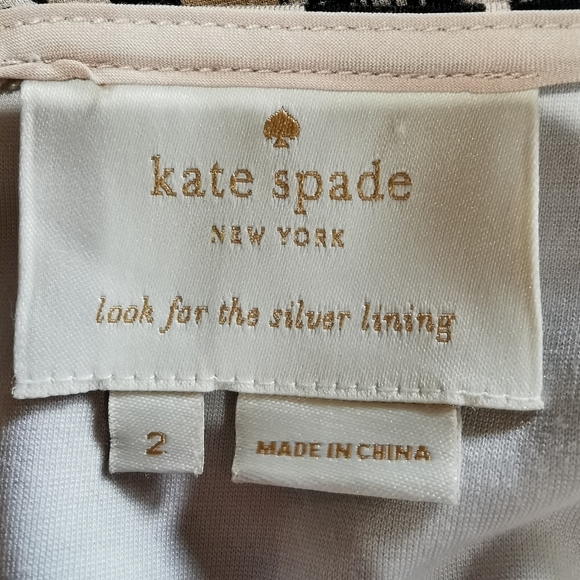 kate spade
NEW YORK
look for the silver lining
2
MADE IN CHINA